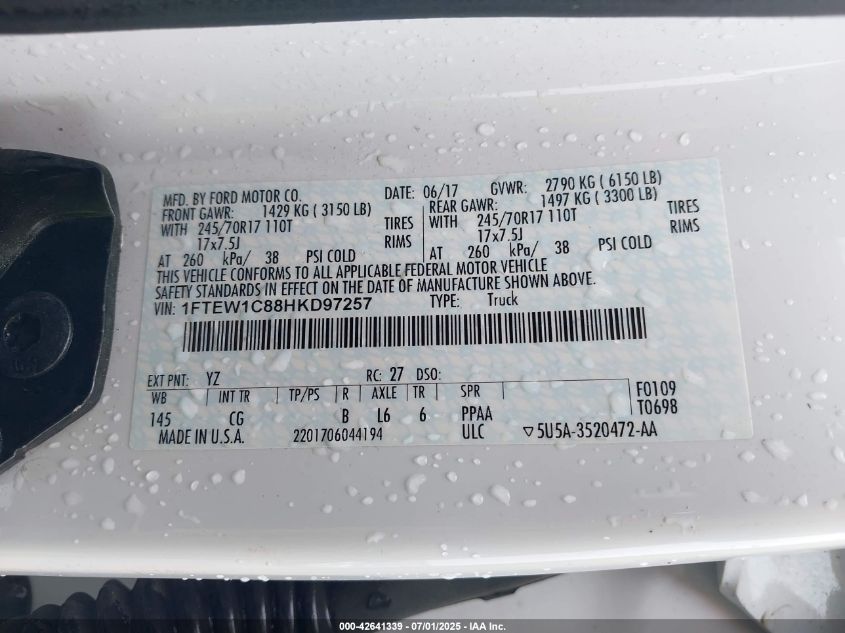 MFD. BY FORD MOTOR CO. DATE: 06/17 GVWR: 2790 KG ( 6150 LB)
FRONT GAWR: 1429 KG ( 3150 LB) REAR GAWR: 1497 KG ( 3300 LB)
WITH 245/70R17 110T TIRES WITH 245/70R17 110T TIRES
17x7.5J RIMS 17x7.5J RIMS
AT 260 kPa/ 38 PSI COLD AT 260 kPa/ 38 PSI COLD
THIS VEHICLE CONFORMS TO ALL APPLICABLE FEDERAL MOTOR VEHICLE
SAFETY STANDARDS IN EFFECT ON THE DATE OF MANUFACTURE SHOWN ABOVE.
VIN: 1FTEW1C88HKD97257 TYPE: Truck
EXT PNT: YZ RC: 27 DSO:
WB INT TR TP/PS R AXLE TR SPR F0109
145 CG B L6 6 PPAA T0698
MADE IN U.S.A. 2201706044194 ULC ▽5U5A-3520472-AA
000-42641339 - 07/01/2025 - IAA Inc.